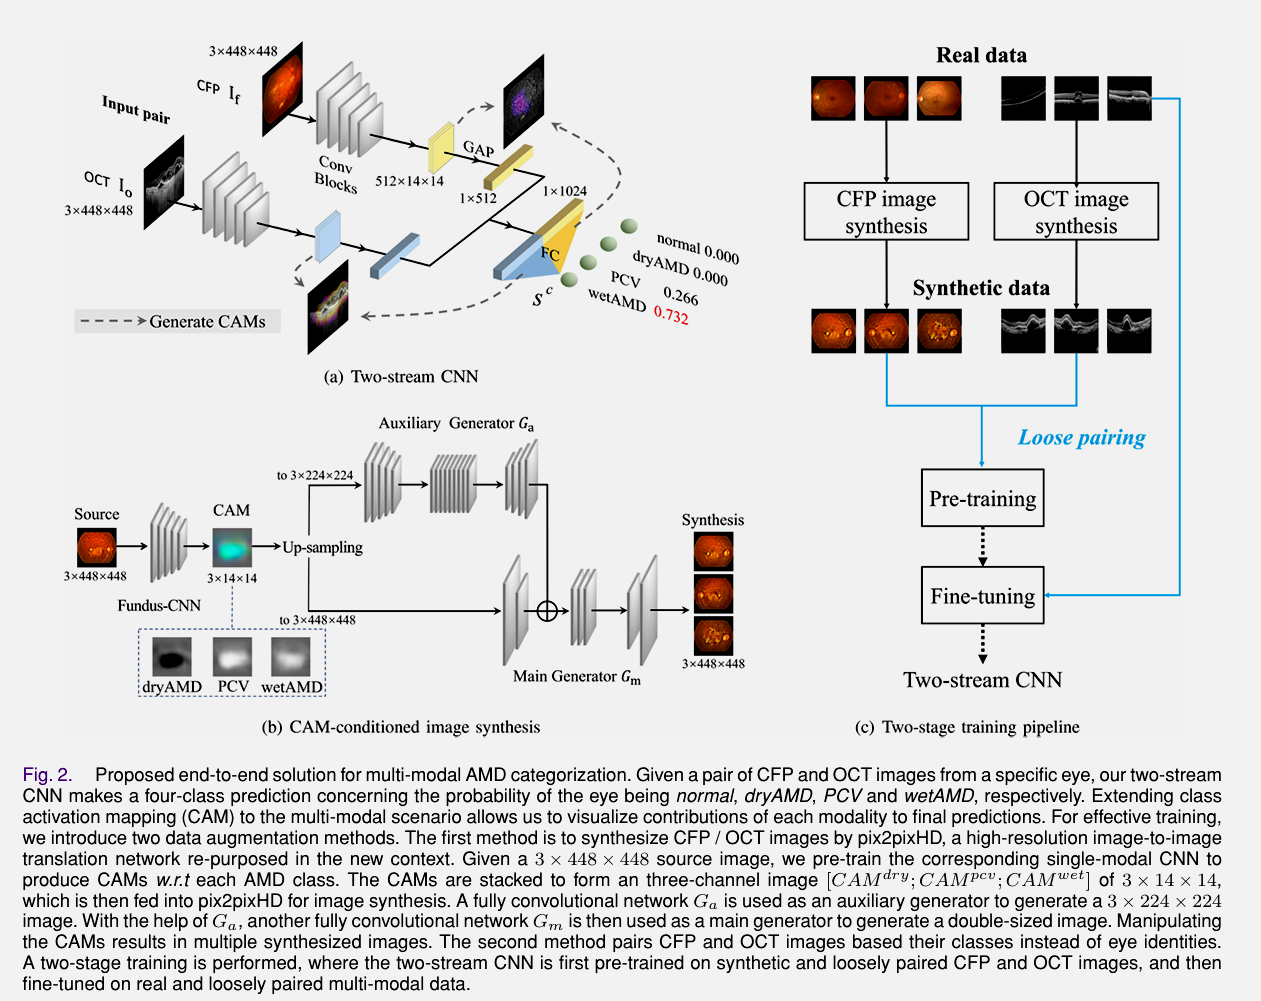 3×448×448
CFP I_f
Input pair
OCT I_o
3×448×448
Conv
Blocks
512×14×14
GAP
1×512
1×1024
FC
S^c
normal 0.000
dryAMD 0.000
PCV 0.266
wetAMD 0.732
Generate CAMs
(a) Two-stream CNN
Auxiliary Generator G_a
to 3×224×224
Source
CAM
Up-sampling
3×448×448
3×14×14
Fundus-CNN
to 3×448×448
dryAMD PCV wetAMD
Synthesis
3×448×448
Main Generator G_m
(b) CAM-conditioned image synthesis
Real data
CFP image
synthesis
OCT image
synthesis
Synthetic data
Loose pairing
Pre-training
Fine-tuning
Two-stream CNN
(c) Two-stage training pipeline
Fig. 2. Proposed end-to-end solution for multi-modal AMD categorization. Given a pair of CFP and OCT images from a specific eye, our two-stream
CNN makes a four-class prediction concerning the probability of the eye being normal, dryAMD, PCV and wetAMD, respectively. Extending class
activation mapping (CAM) to the multi-modal scenario allows us to visualize contributions of each modality to final predictions. For effective training,
we introduce two data augmentation methods. The first method is to synthesize CFP / OCT images by pix2pixHD, a high-resolution image-to-image
translation network re-purposed in the new context. Given a 3 × 448 × 448 source image, we pre-train the corresponding single-modal CNN to
produce CAMs w.r.t each AMD class. The CAMs are stacked to form an three-channel image [CAM^dry; CAM^pcv; CAM^wet] of 3 × 14 × 14,
which is then fed into pix2pixHD for image synthesis. A fully convolutional network G_a is used as an auxiliary generator to generate a 3 × 224 × 224
image. With the help of G_a, another fully convolutional network G_m is then used as a main generator to generate a double-sized image. Manipulating
the CAMs results in multiple synthesized images. The second method pairs CFP and OCT images based their classes instead of eye identities.
A two-stage training is performed, where the two-stream CNN is first pre-trained on synthetic and loosely paired CFP and OCT images, and then
fine-tuned on real and loosely paired multi-modal data.